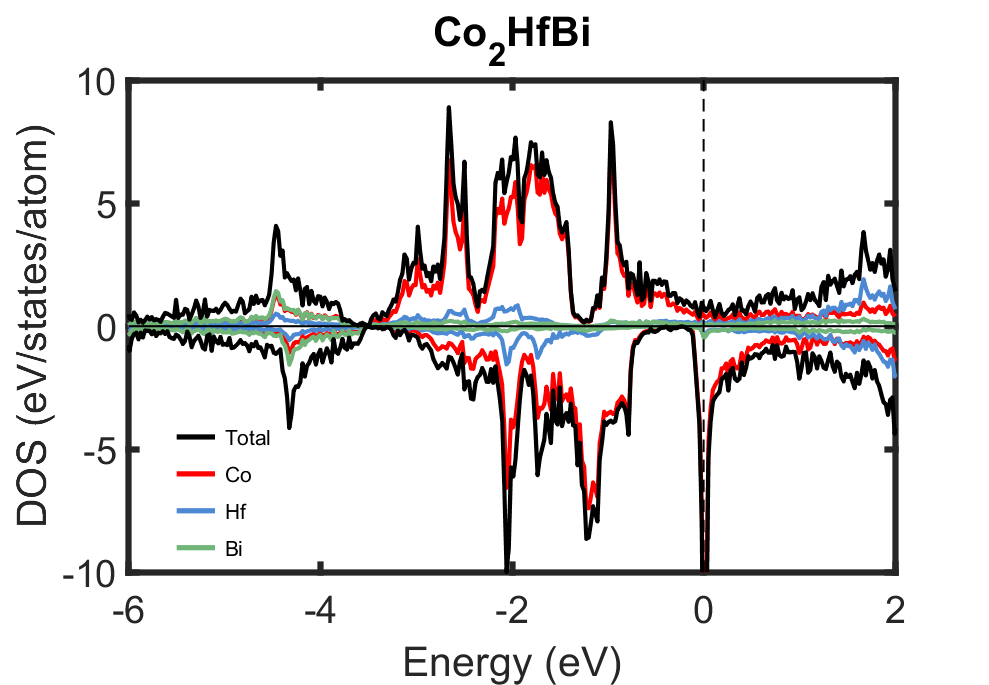 Co2HfBi
10
5
0
-5
-10
DOS (eV/states/atom)
Total
Co
Hf
Bi
-6
-4
-2
0
2
Energy (eV)